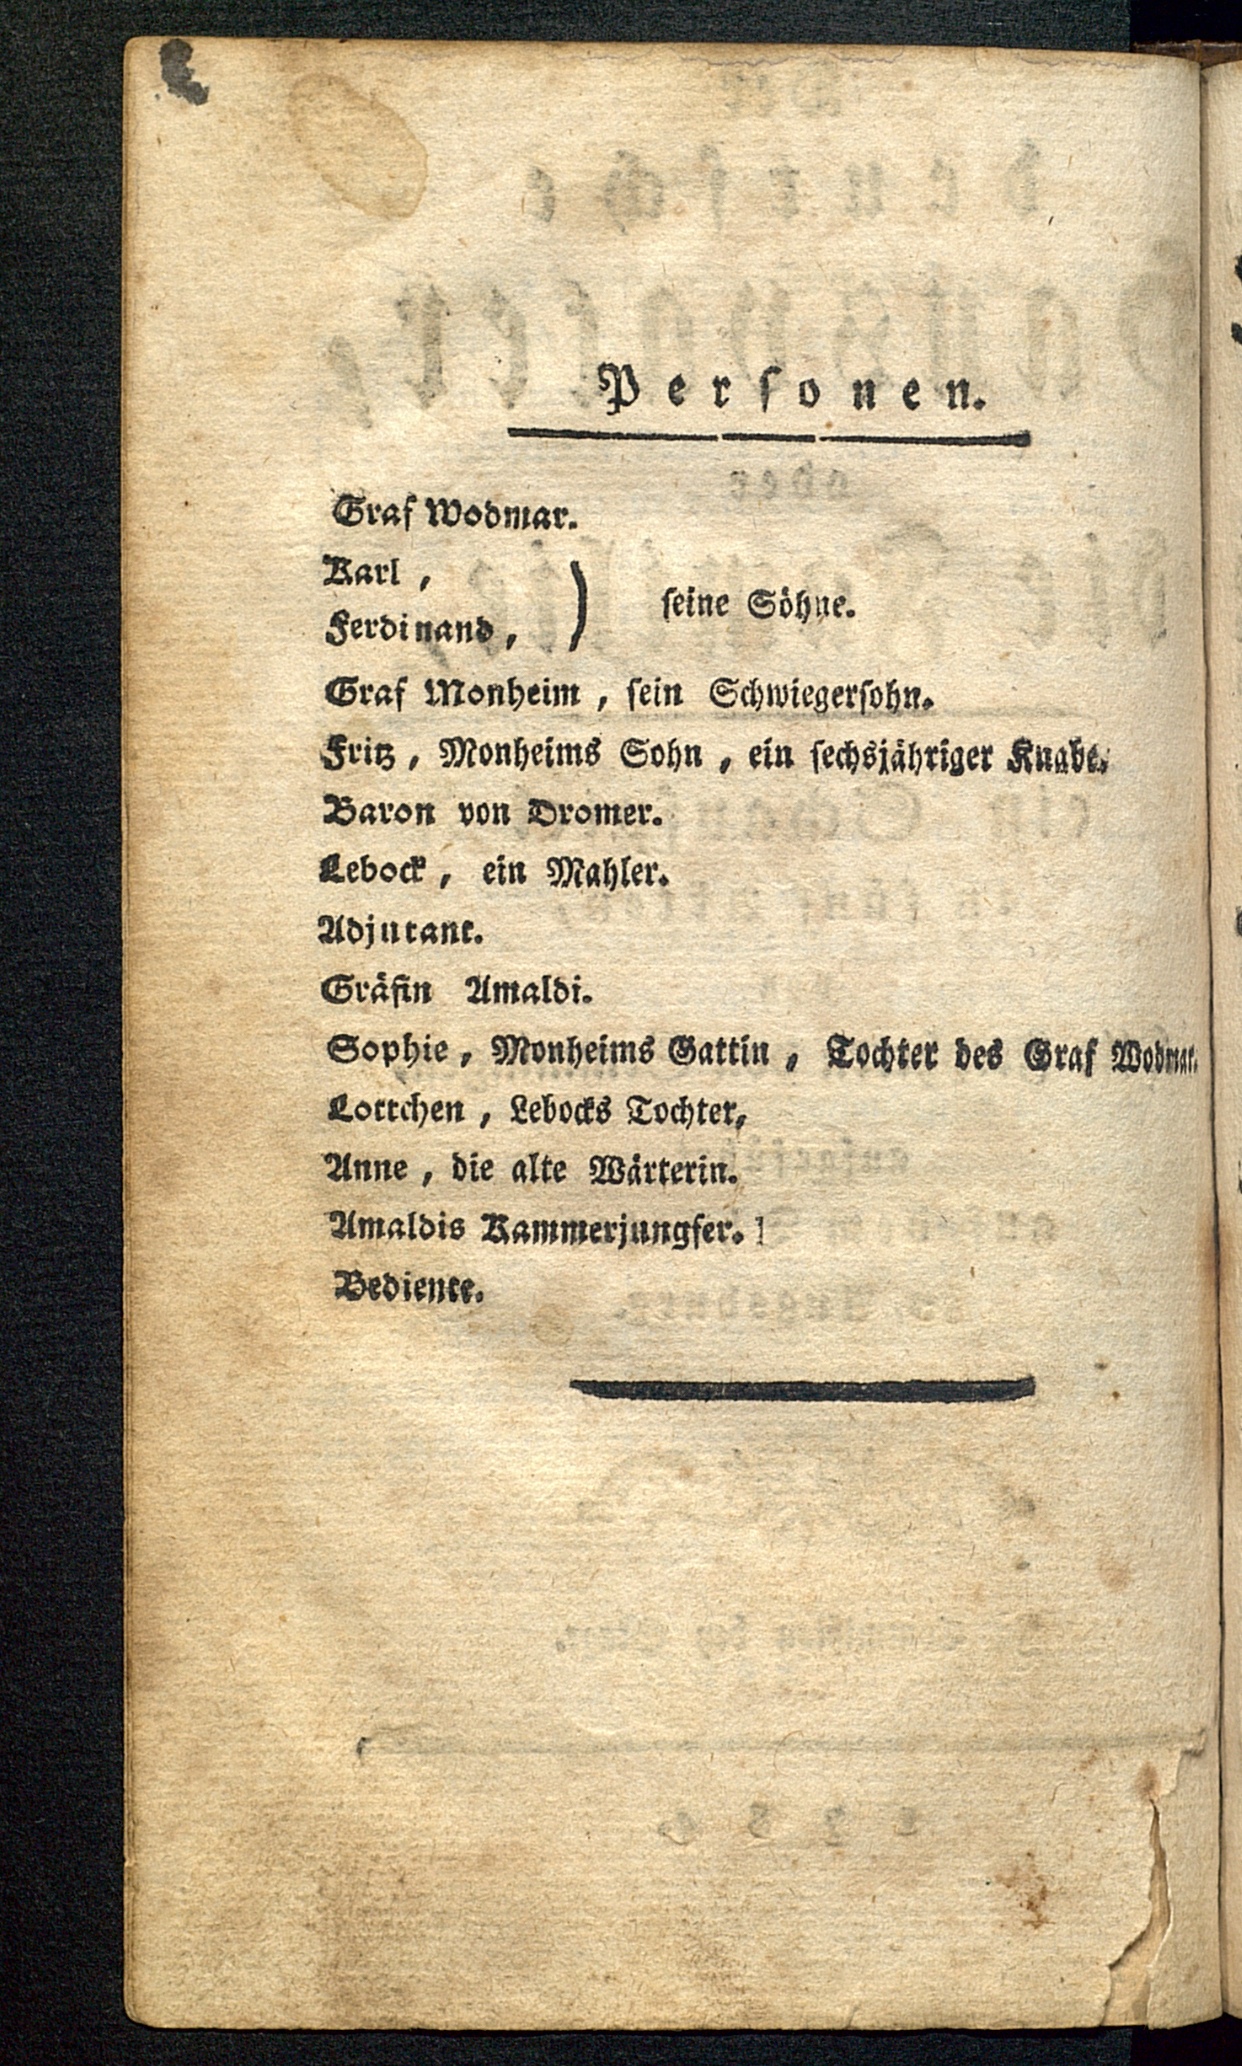 Personen.
Graf Wodmar.
Karl,
Ferdinand,
) seine Söhne.
Graf Monheim, sein Schwiegersohn.
Fritz, Monheims Sohn, ein sechsjähriger Knabe.
Baron von Dromer.
Lebock, ein Mahler.
Adjutant.
Gräfin Amaldi.
Sophie, Monheims Gattin, Tochter des Graf Wodmar.
Lottchen, Lebocks Tochter,
Anne, die alte Wärterin.
Amaldis Kammerjungfer.
Bediente.